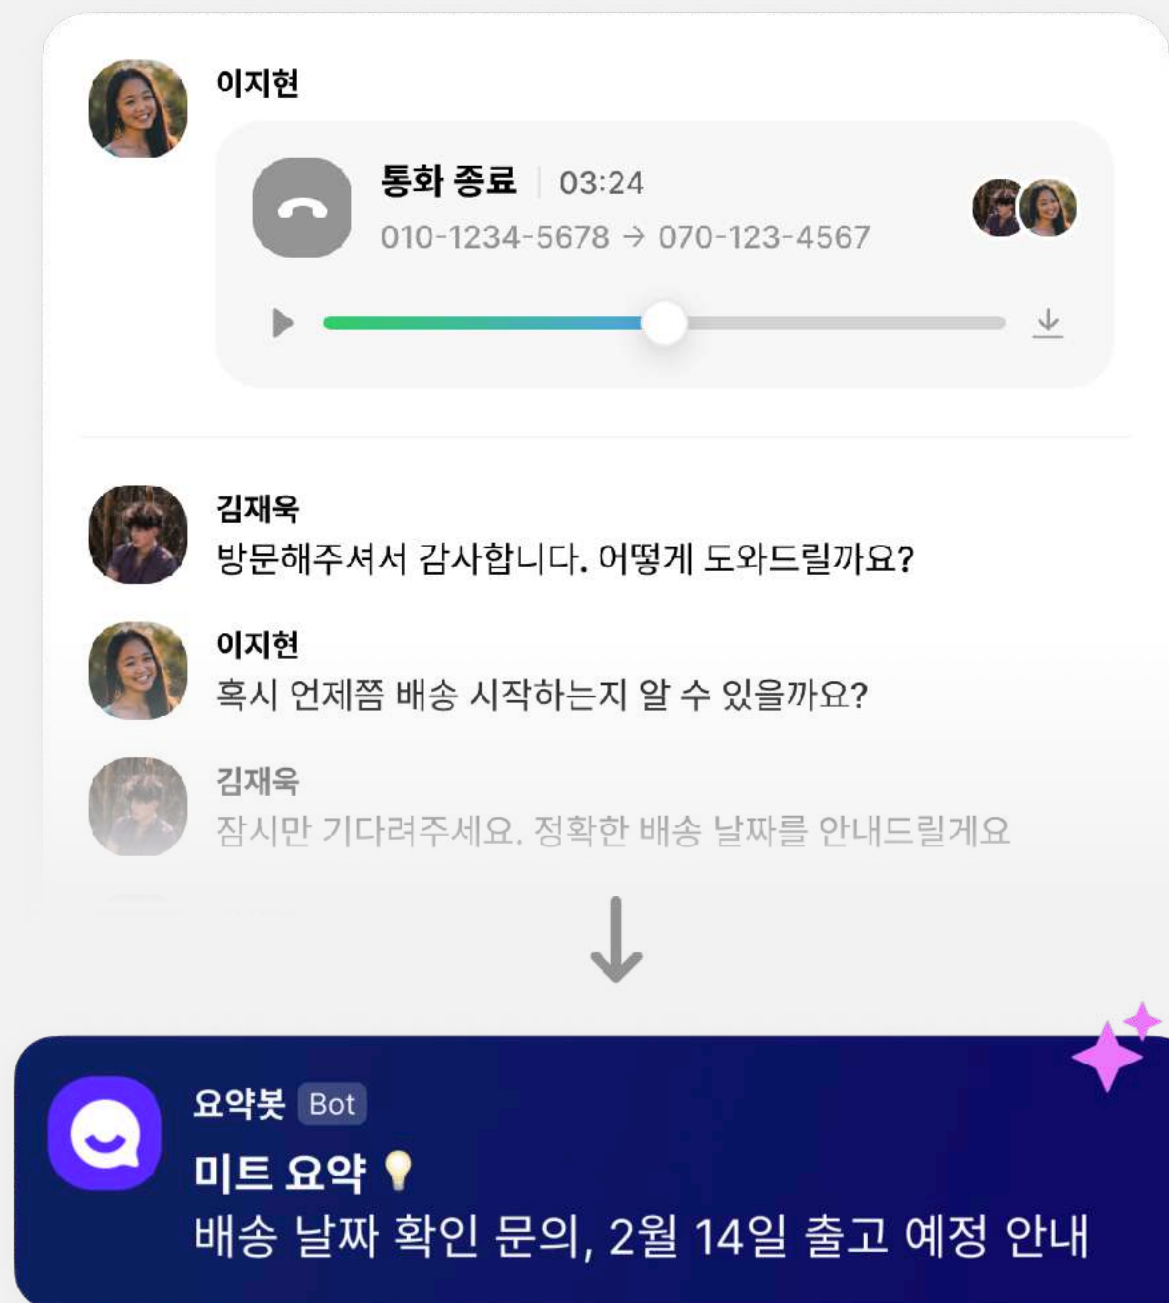 이지현
통화 종료 | 03:24
010-1234-5678 → 070-123-4567
김재욱
방문해주셔서 감사합니다. 어떻게 도와드릴까요?
이지현
혹시 언제쯤 배송 시작하는지 알 수 있을까요?
김재욱
잠시만 기다려주세요. 정확한 배송 날짜를 안내드릴게요
요약봇 Bot
미트 요약 💡
배송 날짜 확인 문의, 2월 14일 출고 예정 안내